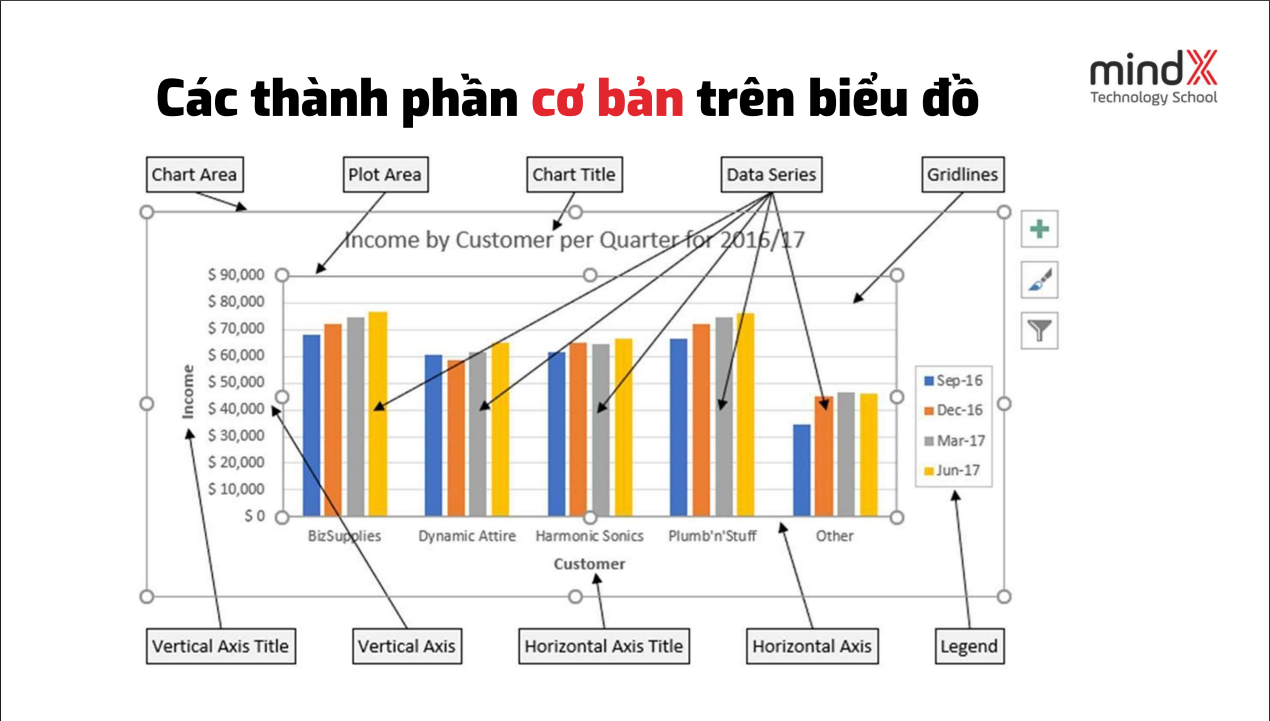 mindX
Technology School
Các thành phần cơ bản trên biểu đồ
Chart Area
Plot Area
Chart Title
Data Series
Gridlines
Income by Customer per Quarter for 2016/17
$ 90,000
$ 80,000
$ 70,000
$ 60,000
$ 50,000
$ 40,000
$ 30,000
$ 20,000
$ 10,000
$ 0
Income
Sep-16
Dec-16
Mar-17
Jun-17
BizSupplies
Dynamic Attire
Harmonic Sonics
Plumb'n'Stuff
Other
Customer
Vertical Axis Title
Vertical Axis
Horizontal Axis Title
Horizontal Axis
Legend